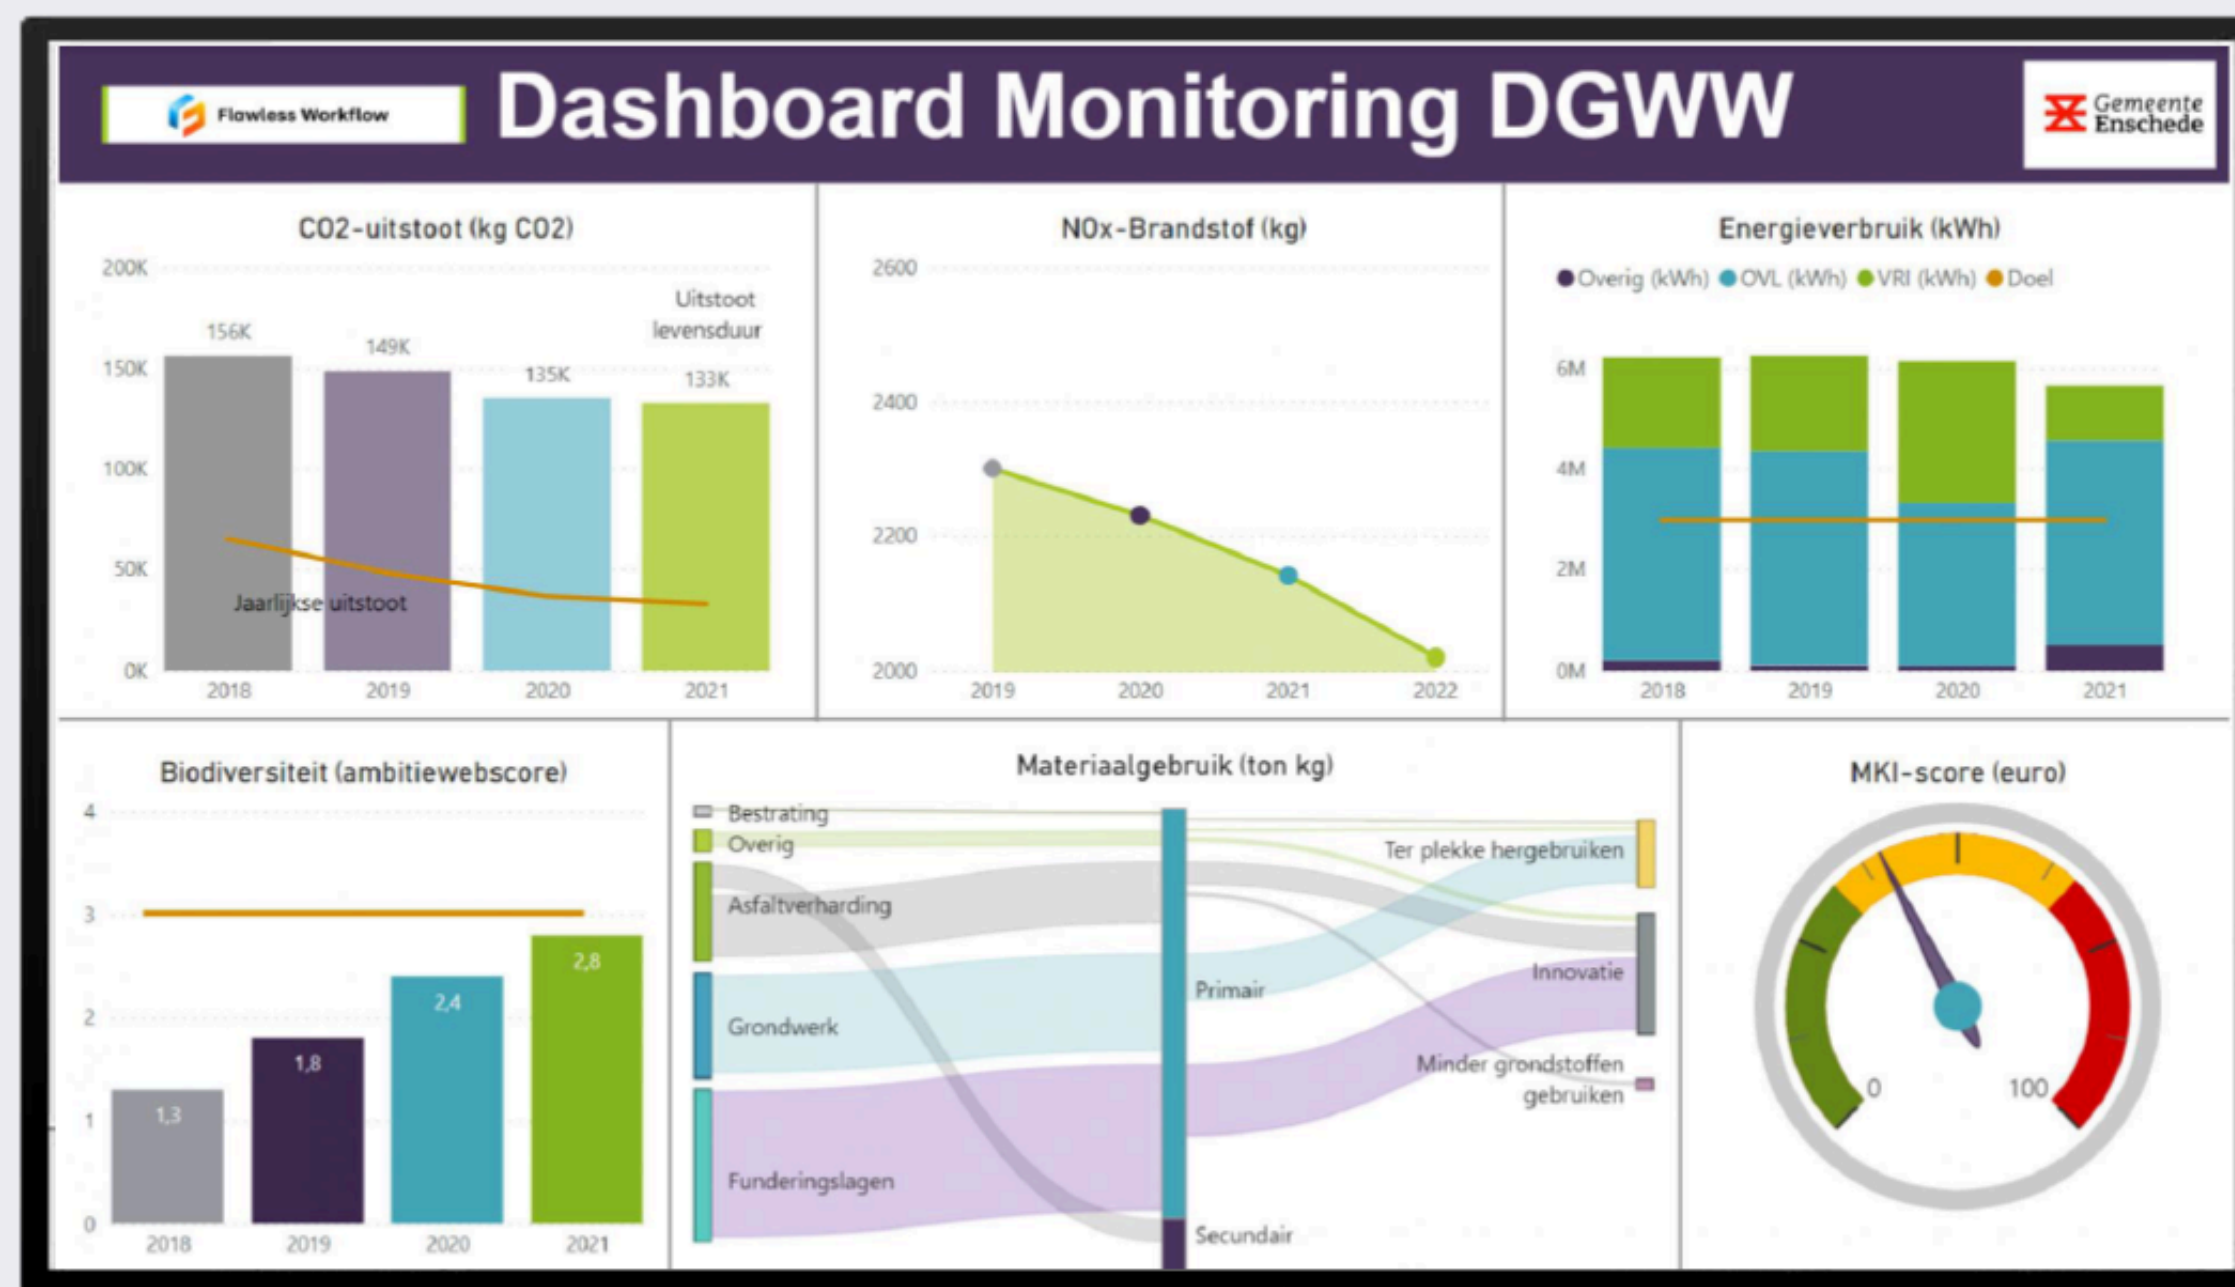 Flawless Workflow
Dashboard Monitoring DGWW
Gemeente
Enschede
CO2-uitstoot (kg CO2)
200K
150K
100K
50K
0K
156K
149K
135K
133K
Uitstoot
levensduur
Jaarlijkse uitstoot
2018
2019
2020
2021
NOx-Brandstof (kg)
2600
2400
2200
2000
2019
2020
2021
2022
Energieverbruik (kWh)
Overig (kWh) OVL (kWh) VRI (kWh) Doel
6M
4M
2M
0M
2018
2019
2020
2021
Biodiversiteit (ambitiewebscore)
4
3
2
1
0
1,3
1,8
2,4
2,8
2018
2019
2020
2021
Materiaalgebruik (ton kg)
Bestrating
Overig
Asfaltverharding
Grondwerk
Funderingslagen
Primair
Secundair
Ter plekke hergebruiken
Innovatie
Minder grondstoffen
gebruiken
MKI-score (euro)
0
100